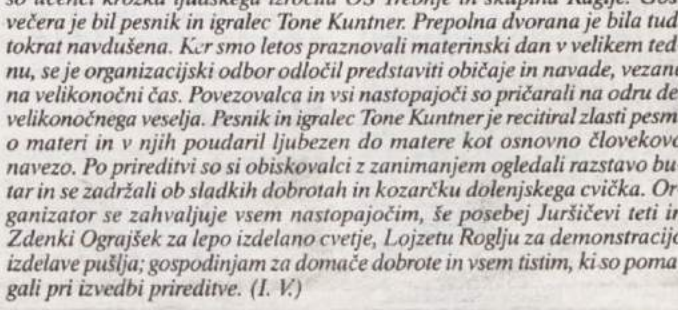 so učenci krožka ljudskega izročila OŠ Trebnje in skupina Ragije. Gos
večera je bil pesnik in igralec Tone Kuntner. Prepolna dvorana je bila tud
tokrat navdušena. Ker smo letos praznovali materinski dan v velikem ted-
nu, se je organizacijski odbor odločil predstaviti običaje in navade, vezane
na velikonočni čas. Povezovalca in vsi nastopajoči so pričarali na odru de
velikonočnega veselja. Pesnik in igralec Tone Kuntner je recitiral zlasti pesm
o materi in v njih poudaril ljubezen do matere kot osnovno človekovo
navezo. Po prireditvi so si obiskovalci z zanimanjem ogledali razstavo bu-
tar in se zadržali ob sladkih dobrotah in kozarčku dolenjskega cvička. Or-
ganizator se zahvaljuje vsem nastopajočim, še posebej Juršičevi teti in
Zdenki Ograjšek za lepo izdelano cvetje, Lojzetu Roglju za demonstracijo
izdelave pušlja; gospodinjam za domače dobrote in vsem tistim, ki so poma
gali pri izvedbi prireditve. (I. V.)